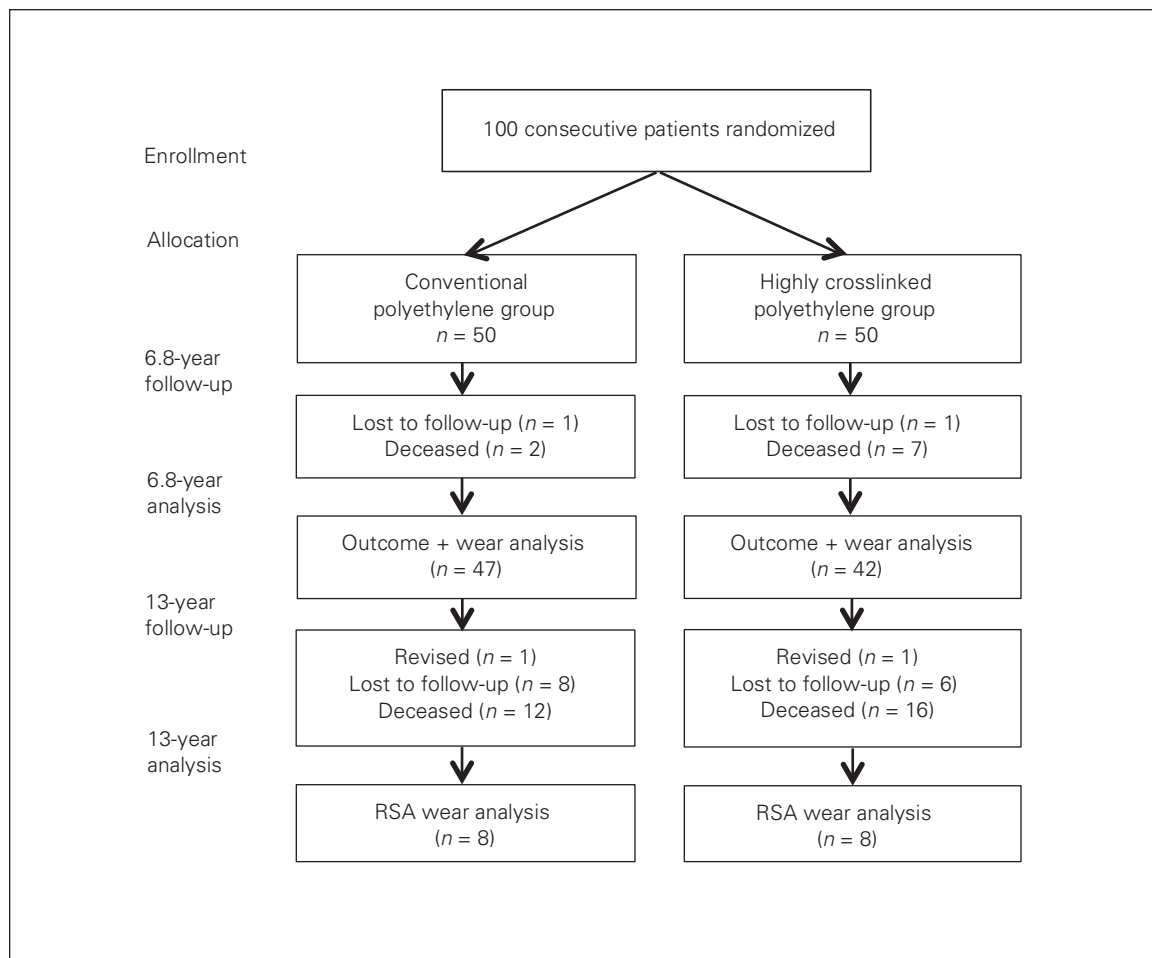 100 consecutive patients randomized
Enrollment
Allocation
Conventional
polyethylene group
n = 50
Highly crosslinked
polyethylene group
n = 50
6.8-year
follow-up
Lost to follow-up (n = 1)
Deceased (n = 2)
Lost to follow-up (n = 1)
Deceased (n = 7)
6.8-year
analysis
Outcome + wear analysis
(n = 47)
Outcome + wear analysis
(n = 42)
13-year
follow-up
Revised (n = 1)
Lost to follow-up (n = 8)
Deceased (n = 12)
Revised (n = 1)
Lost to follow-up (n = 6)
Deceased (n = 16)
13-year
analysis
RSA wear analysis
(n = 8)
RSA wear analysis
(n = 8)